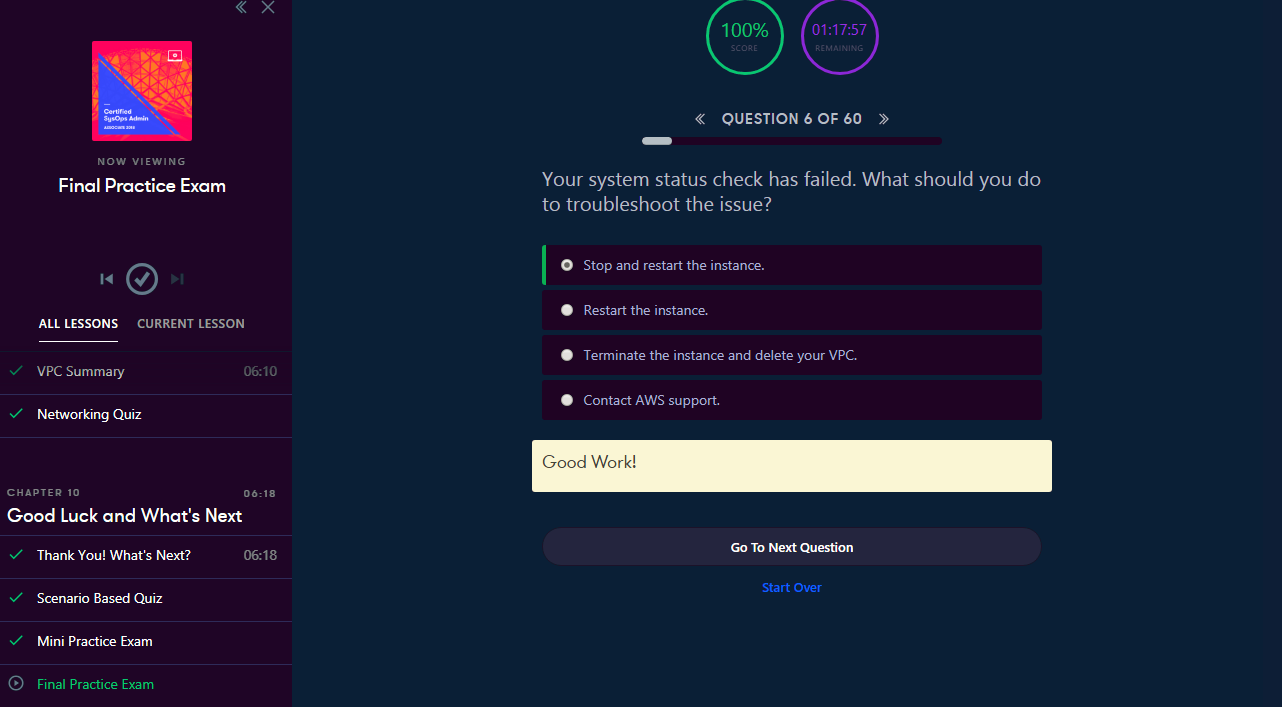 Certified
SysOps Admin
ASSOCIATE 2018
NOW VIEWING
Final Practice Exam
ALL LESSONS CURRENT LESSON
VPC Summary 06:10
Networking Quiz
CHAPTER 10 06:18
Good Luck and What's Next
Thank You! What's Next? 06:18
Scenario Based Quiz
Mini Practice Exam
Final Practice Exam
100%
SCORE
01:17:57
REMAINING
QUESTION 6 OF 60
Your system status check has failed. What should you do
to troubleshoot the issue?
Stop and restart the instance.
Restart the instance.
Terminate the instance and delete your VPC.
Contact AWS support.
Good Work!
Go To Next Question
Start Over